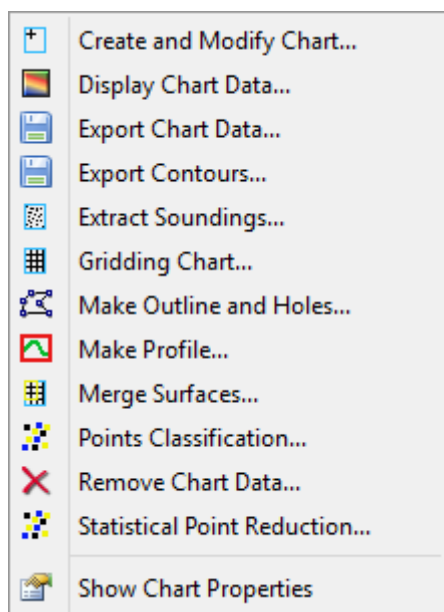 Create and Modify Chart...
Display Chart Data...
Export Chart Data...
Export Contours...
Extract Soundings...
Gridding Chart...
Make Outline and Holes...
Make Profile...
Merge Surfaces...
Points Classification...
Remove Chart Data...
Statistical Point Reduction...
Show Chart Properties